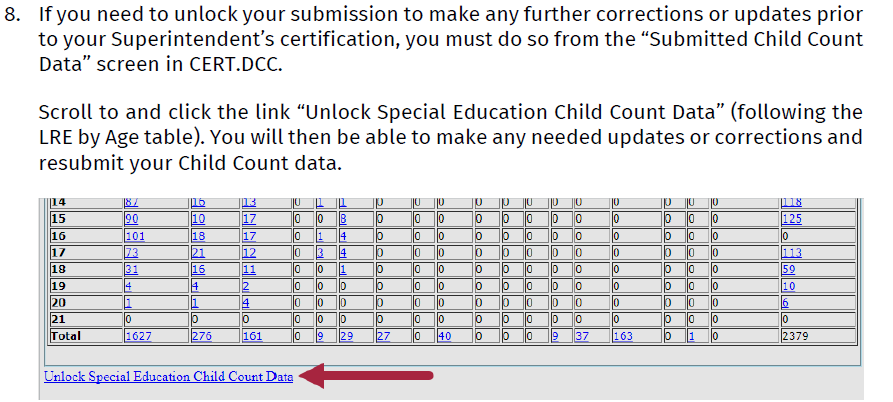 8. If you need to unlock your submission to make any further corrections or updates prior
to your Superintendent’s certification, you must do so from the “Submitted Child Count
Data” screen in CERT.DCC.
Scroll to and click the link “Unlock Special Education Child Count Data” (following the
LRE by Age table). You will then be able to make any needed updates or corrections and
resubmit your Child Count data.
14 87 16 13 0 1 1 0 0 0 0 0 0 0 0 0 0 0 0 118
15 90 10 17 0 0 8 0 0 0 0 0 0 0 0 0 0 0 0 125
16 101 18 17 0 1 4 0 0 0 0 0 0 0 0 0 0 0 0 0
17 73 21 12 0 3 4 0 0 0 0 0 0 0 0 0 0 0 0 113
18 31 16 11 0 0 1 0 0 0 0 0 0 0 0 0 0 0 0 59
19 4 4 2 0 0 0 0 0 0 0 0 0 0 0 0 0 0 0 10
20 1 1 4 0 0 0 0 0 0 0 0 0 0 0 0 0 0 0 6
21 0 0 0 0 0 0 0 0 0 0 0 0 0 0 0 0 0 0 0
Total 1627 276 161 0 9 29 27 0 40 0 0 0 9 37 163 0 1 0 2379
Unlock Special Education Child Count Data